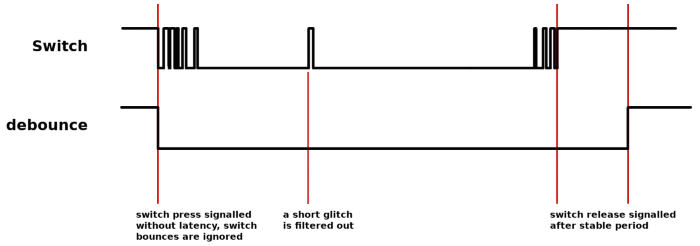 Switch
debounce
switch press signalled
without latency, switch
bounces are ignored
a short glitch
is filtered out
switch release signalled
after stable period